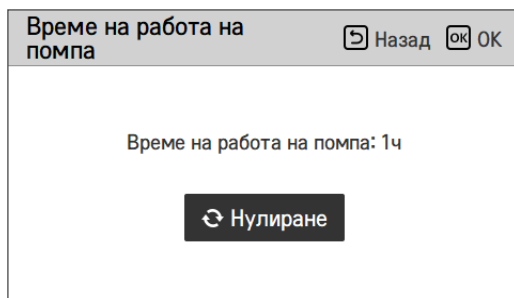 Време на работа на помпа
Назад OK OK
Време на работа на помпа: 1ч
Нулиране